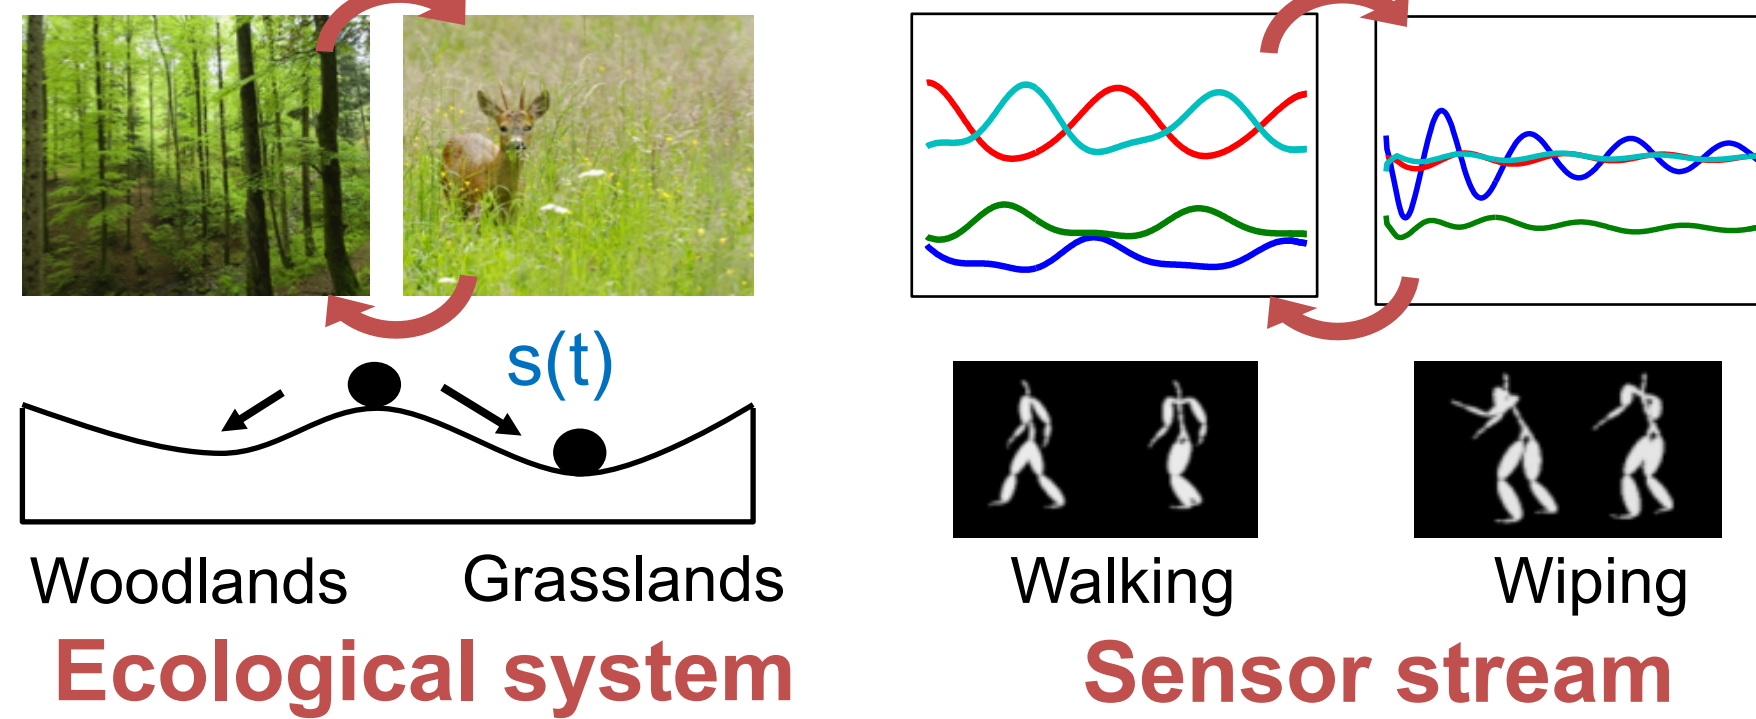 s(t)
Woodlands
Grasslands
Ecological system
Walking
Wiping
Sensor stream